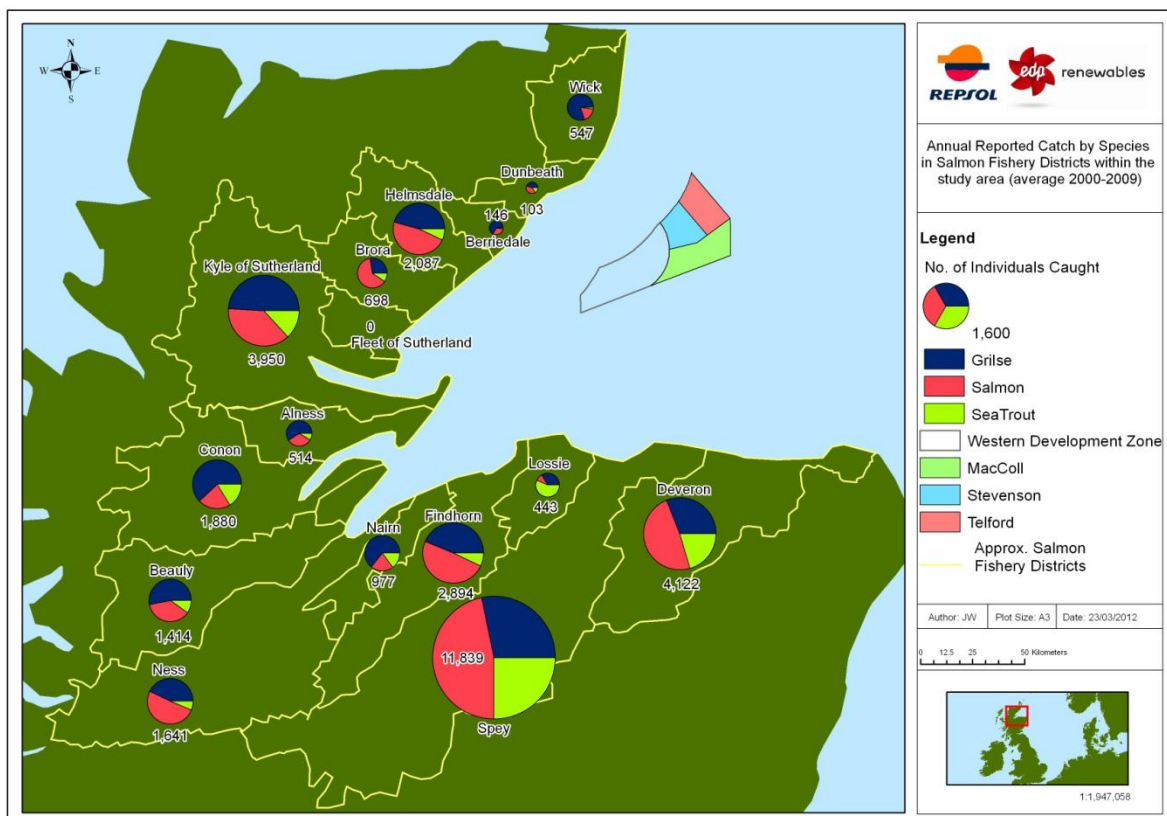 N
W E
S
Wick
547
Dunbeath
103
Helmsdale
2,087
146
Berriedale
Brora
698
Kyle of Sutherland
3,950
0
Fleet of Sutherland
Alness
514
Conon
1,880
Lossie
443
Deveron
4,122
Nairn
977
Findhorn
2,894
Beauly
1,414
11,839
Spey
Ness
1,641
REPSOL
edp renewables
Annual Reported Catch by Species
in Salmon Fishery Districts within the
study area (average 2000-2009)
Legend
No. of Individuals Caught
1,600
Grilse
Salmon
SeaTrout
Western Development Zone
MacColl
Stevenson
Telford
Approx. Salmon
Fishery Districts
Author: JW Plot Size: A3 Date: 23/03/2012
0 12.5 25 50 Kilometers
1:1,947,058